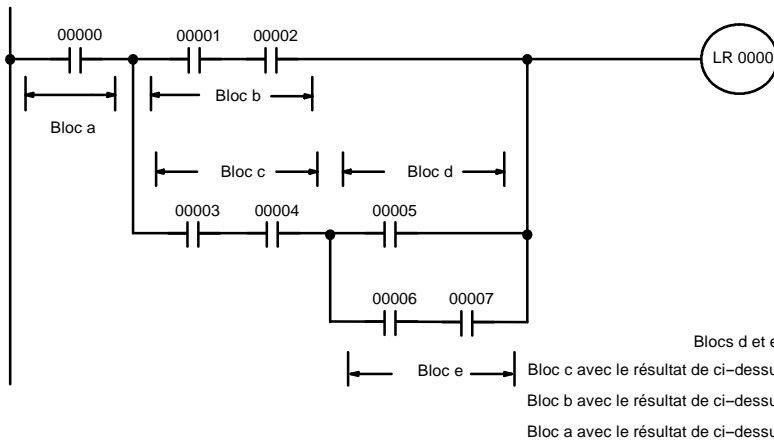 00000 00001 00002
LR 0000
Bloc b
Bloc a
Bloc c Bloc d
00003 00004 00005
00006 00007
Blocs d et e
Bloc e Bloc c avec le résultat de ci–dessu
Bloc b avec le résultat de ci–dessu
Bloc a avec le résultat de ci–dessu